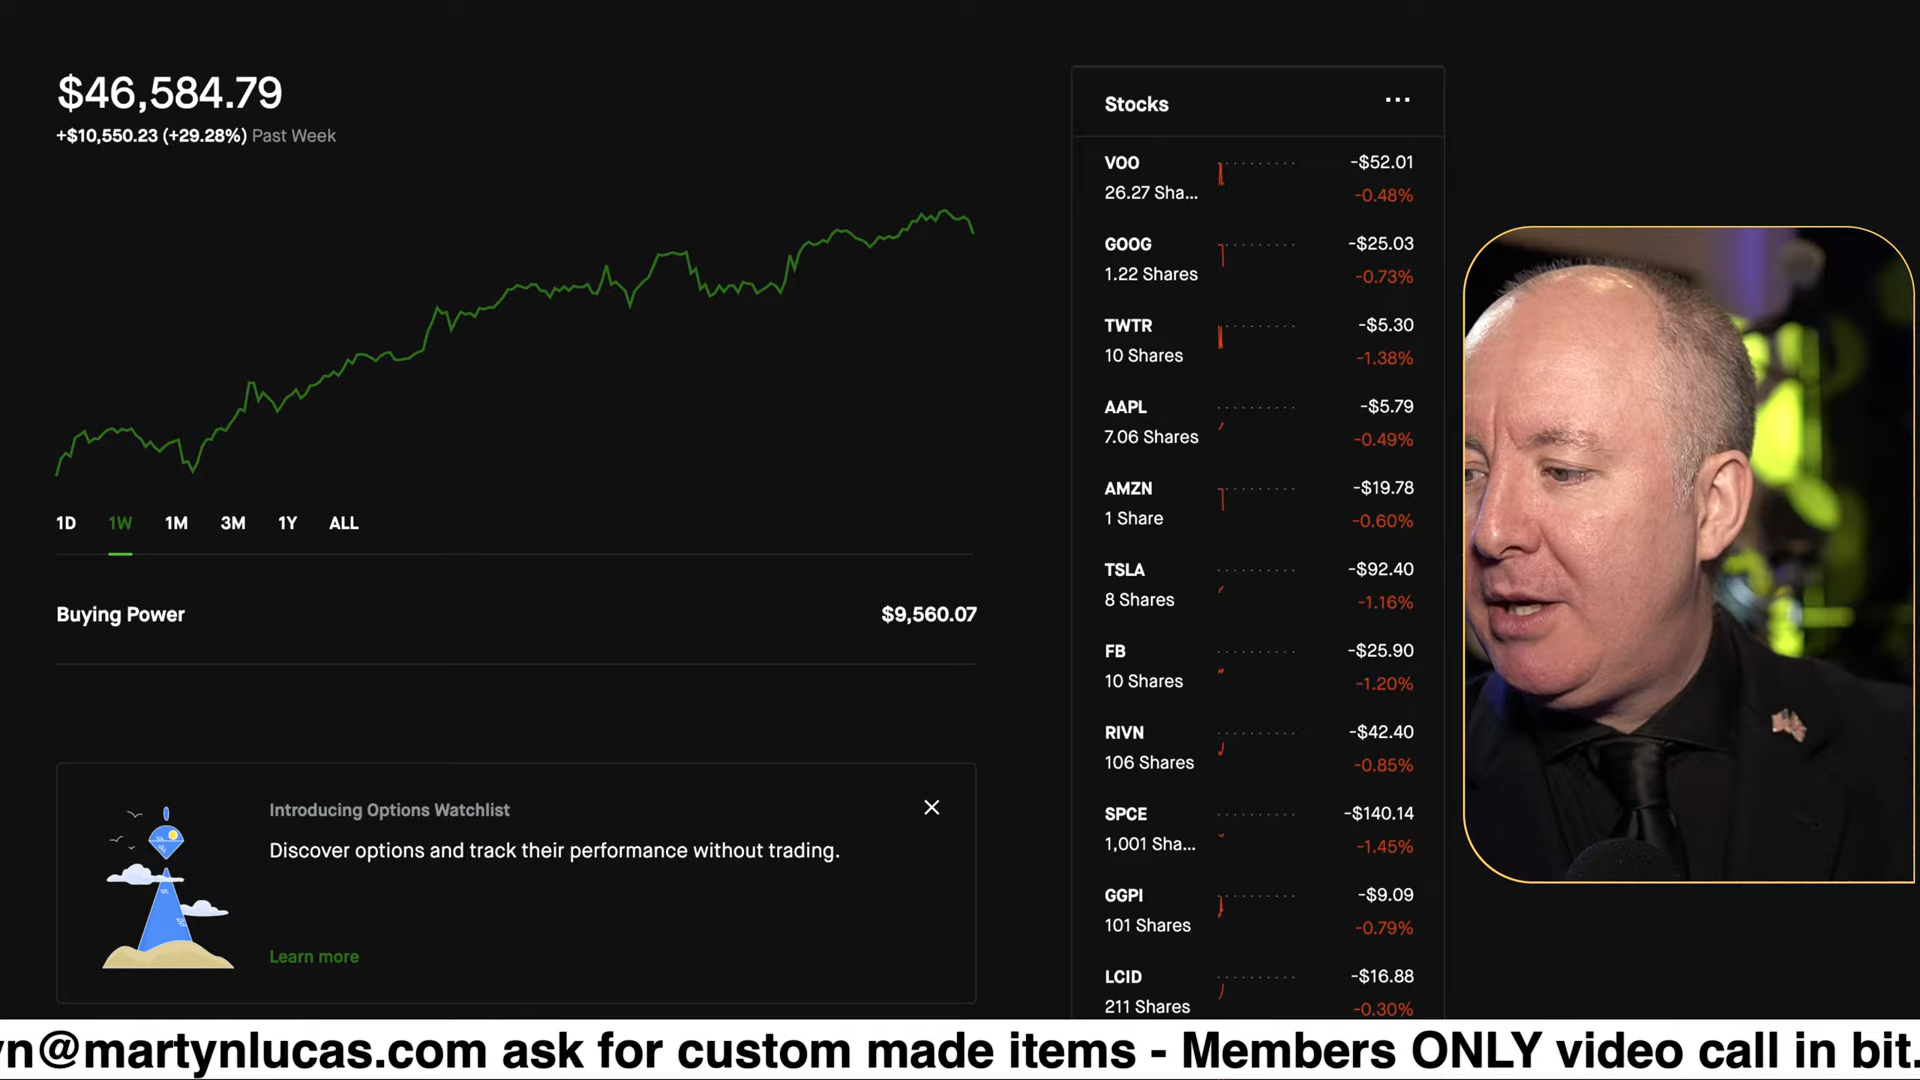 $46,584.79
+$10,550.23 (+29.28%) Past Week
1D 1W 1M 3M 1Y ALL
Buying Power $9,560.07
Introducing Options Watchlist
Discover options and track their performance without trading.
Learn more
Stocks
VOO -$52.01
26.27 Sha... -0.48%
GOOG -$25.03
1.22 Shares -0.73%
TWTR -$5.30
10 Shares -1.38%
AAPL -$5.79
7.06 Shares -0.49%
AMZN -$19.78
1 Share -0.60%
TSLA -$92.40
8 Shares -1.16%
FB -$25.90
10 Shares -1.20%
RIVN -$42.40
106 Shares -0.85%
SPCE -$140.14
1,001 Sha... -1.45%
GGPI -$9.09
101 Shares -0.79%
LCID -$16.88
211 Shares -0.30%
yn@martynlucas.com ask for custom made items - Members ONLY video call in bit.